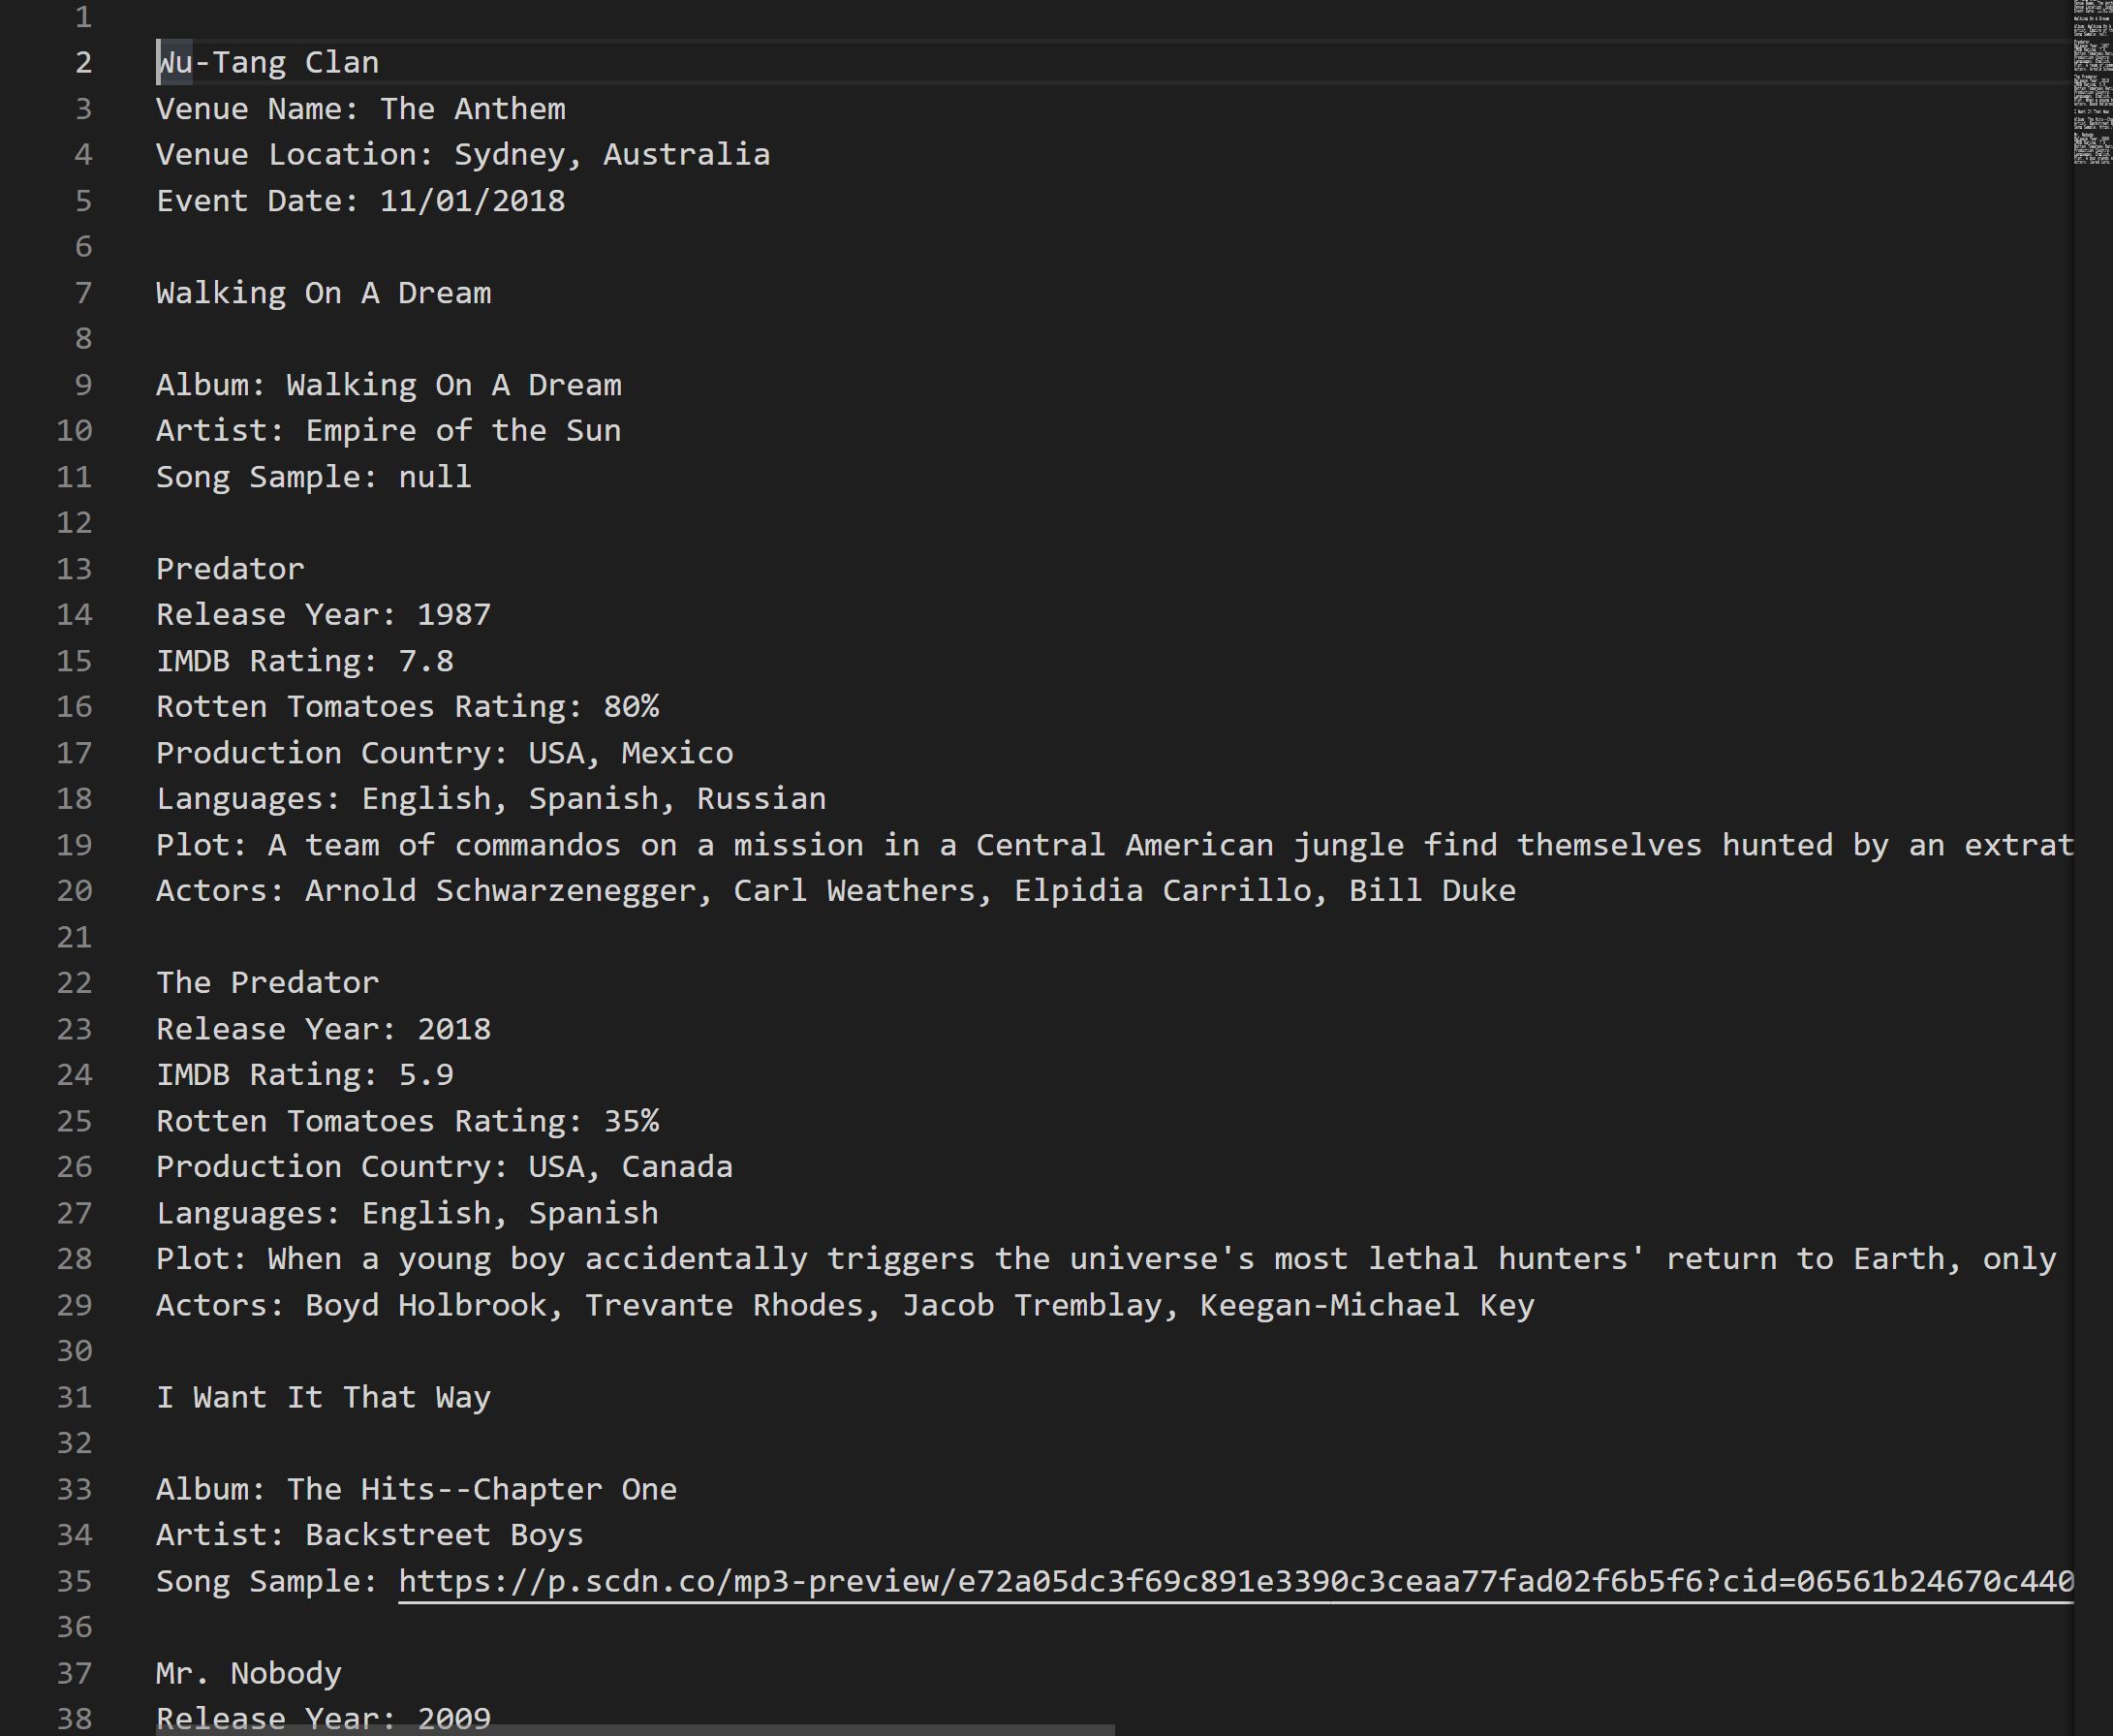 1
2 Wu-Tang Clan
3 Venue Name: The Anthem
4 Venue Location: Sydney, Australia
5 Event Date: 11/01/2018
6
7 Walking On A Dream
8
9 Album: Walking On A Dream
10 Artist: Empire of the Sun
11 Song Sample: null
12
13 Predator
14 Release Year: 1987
15 IMDB Rating: 7.8
16 Rotten Tomatoes Rating: 80%
17 Production Country: USA, Mexico
18 Languages: English, Spanish, Russian
19 Plot: A team of commandos on a mission in a Central American jungle find themselves hunted by an extrat
20 Actors: Arnold Schwarzenegger, Carl Weathers, Elpidia Carrillo, Bill Duke
21
22 The Predator
23 Release Year: 2018
24 IMDB Rating: 5.9
25 Rotten Tomatoes Rating: 35%
26 Production Country: USA, Canada
27 Languages: English, Spanish
28 Plot: When a young boy accidentally triggers the universe's most lethal hunters' return to Earth, only
29 Actors: Boyd Holbrook, Trevante Rhodes, Jacob Tremblay, Keegan-Michael Key
30
31 I Want It That Way
32
33 Album: The Hits--Chapter One
34 Artist: Backstreet Boys
35 Song Sample: https://p.scdn.co/mp3-preview/e72a05dc3f69c891e3390c3ceaa77fad02f6b5f6?cid=06561b24670c440
36
37 Mr. Nobody
38 Release Year: 2009